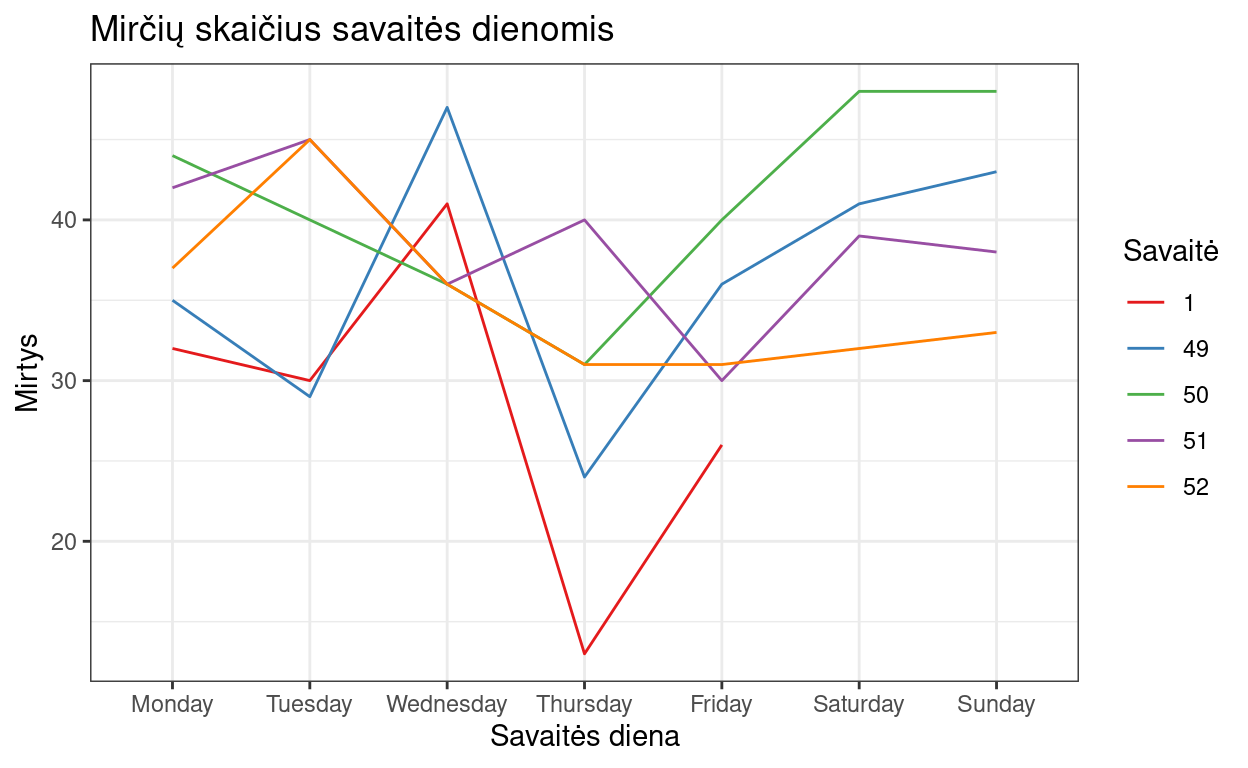 Mirčių skaičius savaitės dienomis
Mirtys
40
30
20
Monday Tuesday Wednesday Thursday Friday Saturday Sunday
Savaitės diena
Savaitė
1
49
50
51
52